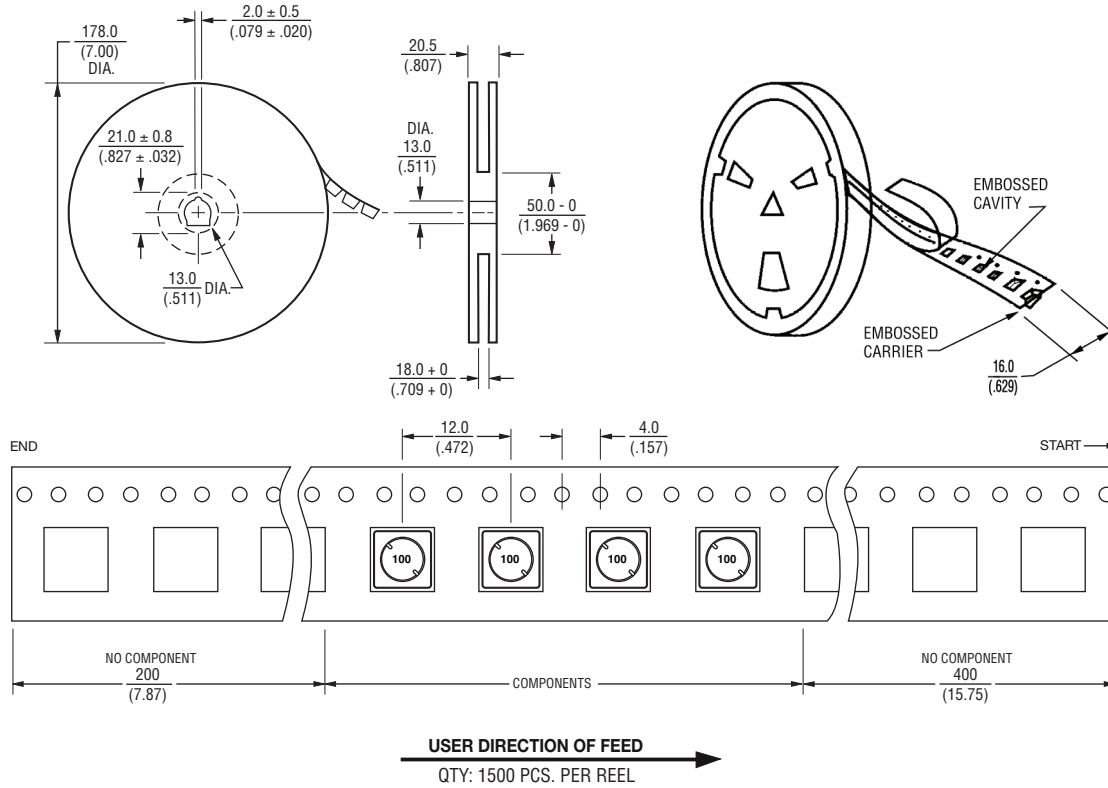 2.0 ± 0.5
(.079 ± .020)
178.0
(7.00)
DIA.
20.5
(.807)
21.0 ± 0.8
(.827 ± .032)
DIA.
13.0
(.511)
50.0 - 0
(1.969 - 0)
13.0
(.511)
DIA.
18.0 + 0
(.709 + 0)
EMBOSSED
CAVITY
EMBOSSED
CARRIER
16.0
(.629)
12.0
(.472)
4.0
(.157)
END
START
100
100
100
100
NO COMPONENT
200
(7.87)
COMPONENTS
NO COMPONENT
400
(15.75)
USER DIRECTION OF FEED
QTY: 1500 PCS. PER REEL